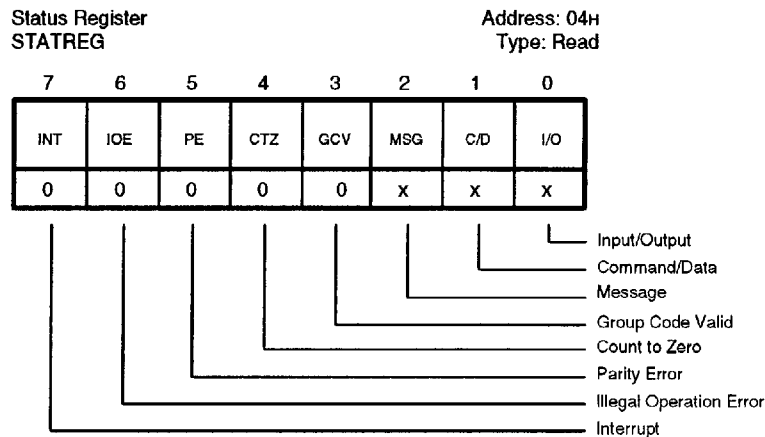 Status Register Address: 04H
STATREG Type: Read
7 6 5 4 3 2 1 0
INT IOE PE CTZ GCV MSG C/D I/O
0 0 0 0 0 x x x
Input/Output
Command/Data
Message
Group Code Valid
Count to Zero
Parity Error
Illegal Operation Error
Interrupt